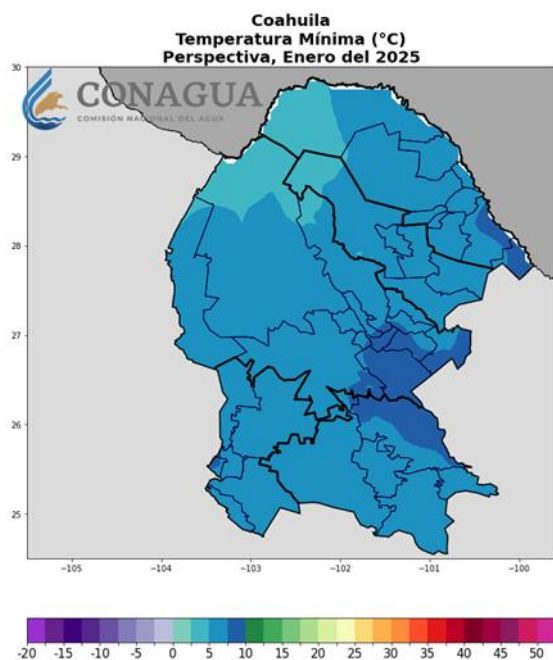 Coahuila
Temperatura Mínima (°C)
Perspectiva, Enero del 2025
CONAGUA
COMISIÓN NACIONAL DEL AGUA
30
29
28
27
26
25
−105 −104 −103 −102 −101 −100
-20 -15 -10 -5 0 5 10 15 20 25 30 35 40 45 50